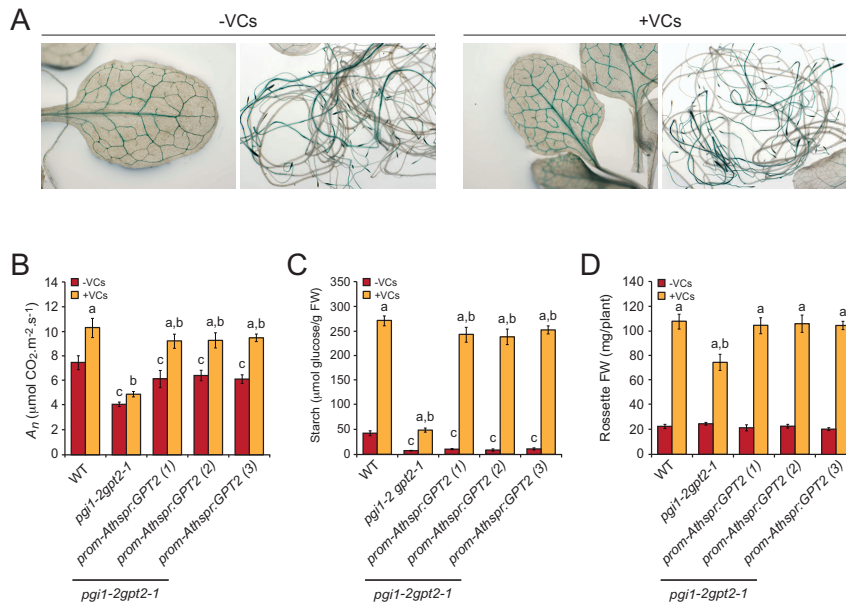 A
-VCs
+VCs
B
An (μmol CO2.m-2.s-1)
14
12
10
8
6
4
2
0
-VCs
+VCs
a
c
b
c
a,b
c
a,b
c
a,b
WT
pgi1-2gpt2-1
prom-Athspr:GPT2 (1)
prom-Athspr:GPT2 (2)
prom-Athspr:GPT2 (3)
pgi1-2gpt2-1
C
Starch (μmol glucose/g FW)
350
300
250
200
150
100
50
0
-VCs
+VCs
a
c
a,b
c
a,b
c
a,b
c
a,b
WT
pgi1-2 gpt2-1
prom-Athspr:GPT2 (1)
prom-Athspr:GPT2 (2)
prom-Athspr:GPT2 (3)
pgi1-2gpt2-1
D
Rossette FW (mg/plant)
140
120
100
80
60
40
20
0
-VCs
+VCs
a
a,b
a
a
a
WT
pgi1-2gpt2-1
prom-Athspr:GPT2 (1)
prom-Athspr:GPT2 (2)
prom-Athspr:GPT2 (3)
pgi1-2gpt2-1